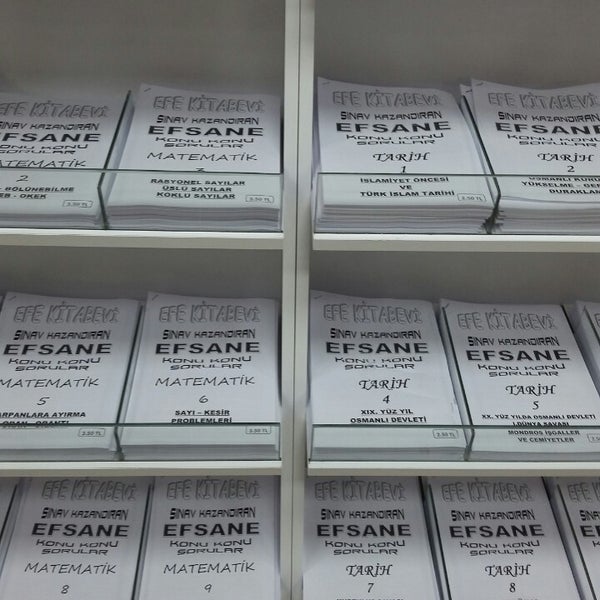 EFE KİTABEVİ
SINAV KAZANDIRAN
EFSANE
KONU KONU
SORULAR
MATEMATİK
2
BÖLÜNEBİLME
- OKEK
EFE KİTABEVİ
SINAV KAZANDIRAN
EFSANE
KONU KONU
SORULAR
MATEMATİK
RASYONEL SAYILAR
ÜSLÜ SAYILAR
KÖKLÜ SAYILAR
3.50 TL
EFE KİTABEVİ
SINAV KAZANDIRAN
EFSANE
KONU KONU
SORULAR
TARİH
1
İSLAMİYET ÖNCESİ
VE
TÜRK İSLAM TARİHİ
3.50 TL
EFE KİTABEVİ
SINAV KAZANDIRAN
EFSANE
KONU KONU
SORULAR
TARİH
2
OSMANLI
YÜKSELME -
EFE KİTABEVİ
SINAV KAZANDIRAN
EFSANE
KONU KONU
SORULAR
MATEMATİK
5
ARPANLARA AYIRMA
ORAN - ORANTI
3.50 TL
EFE KİTABEVİ
SINAV KAZANDIRAN
EFSANE
KONU KONU
SORULAR
MATEMATİK
6
SAYI - KESİR
PROBLEMLERİ
3.50 TL
EFE KİTABEVİ
SINAV KAZANDIRAN
EFSANE
KONU KONU
SORULAR
TARİH
4
XIX. YÜZ YIL
OSMANLI DEVLETİ
3.50 TL
EFE KİTABEVİ
SINAV KAZANDIRAN
EFSANE
KONU KONU
SORULAR
TARİH
5
XX. YÜZ YILDA OSMANLI DEVLETİ
I.DÜNYA SAVAŞI
MONDROS İŞGALLER
VE CEMİYETLER
3.50 TL
EFE KİTABEVİ
SINAV KAZANDIRAN
EFSANE
KONU KONU
SORULAR
MATEMATİK
8
EFE KİTABEVİ
SINAV KAZANDIRAN
EFSANE
KONU KONU
SORULAR
MATEMATİK
9
EFE KİTABEVİ
SINAV KAZANDIRAN
EFSANE
KONU KONU
SORULAR
TARİH
7
EFE KİTABEVİ
SINAV KAZANDIRAN
EFSANE
KONU KONU
SORULAR
TARİH
8